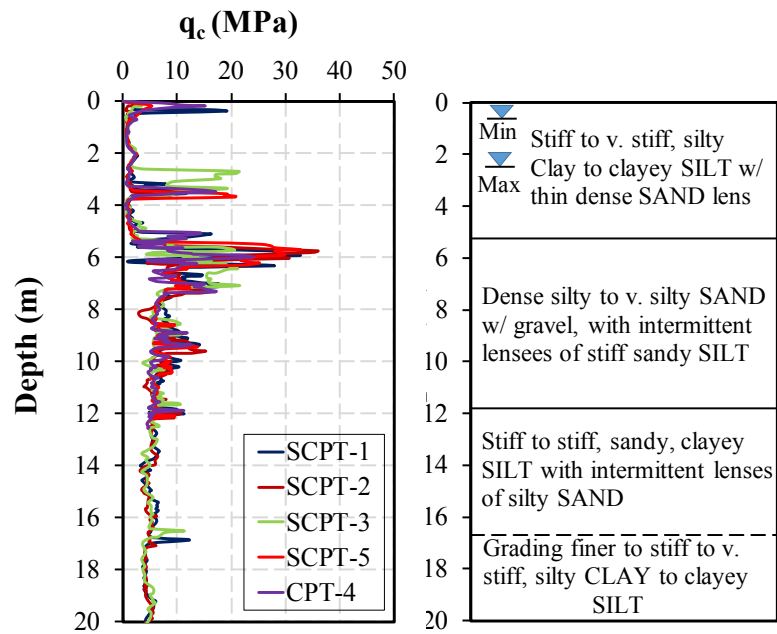 q_c (MPa)
0 10 20 30 40 50
Depth (m)
0
2
4
6
8
10
12
14
16
18
20
SCPT-1
SCPT-2
SCPT-3
SCPT-5
CPT-4
0
2
4
6
8
10
12
14
16
18
20
Min
Max
Stiff to v. stiff, silty
Clay to clayey SILT w/
thin dense SAND lens
Dense silty to v. silty SAND
w/ gravel, with intermittent
lensees of stiff sandy SILT
Stiff to stiff, sandy, clayey
SILT with intermittent lenses
of silty SAND
Grading finer to stiff to v.
stiff, silty CLAY to clayey
SILT